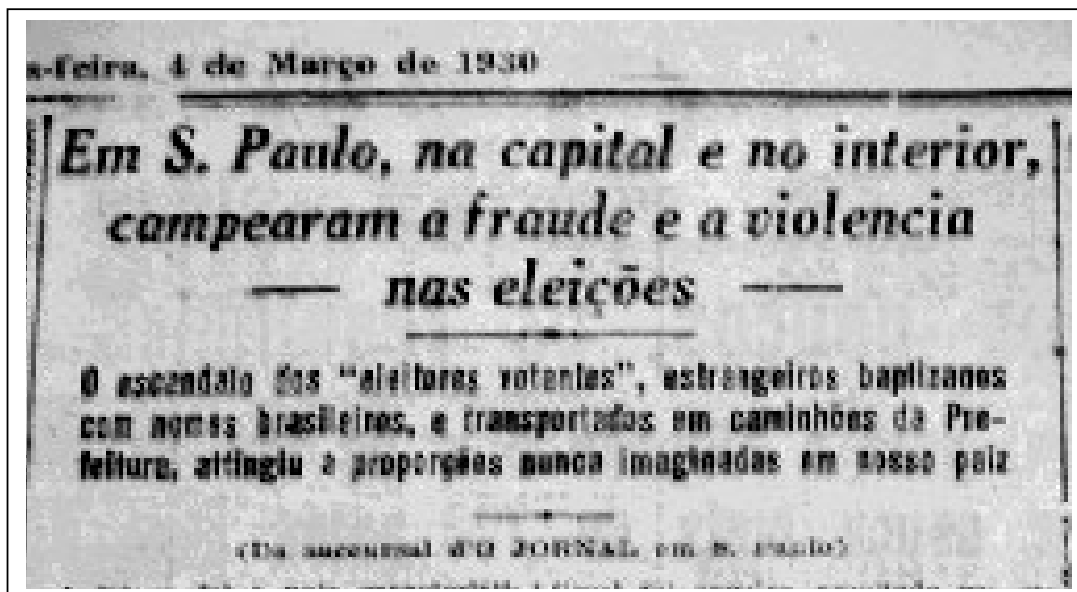 a-feira, 4 de Março de 1930
Em S. Paulo, na capital e no interior,
campearam a fraude e a violencia
— nas eleições —
O escandalo dos "eleitores votantes", estrangeiros baptizanos
com nomes brasileiros, e transportados em caminhões da Pre-
feitura, attingiu a proporções nunca imaginadas em nosso paiz
(Da succursal d'O JORNAL em S. Paulo)